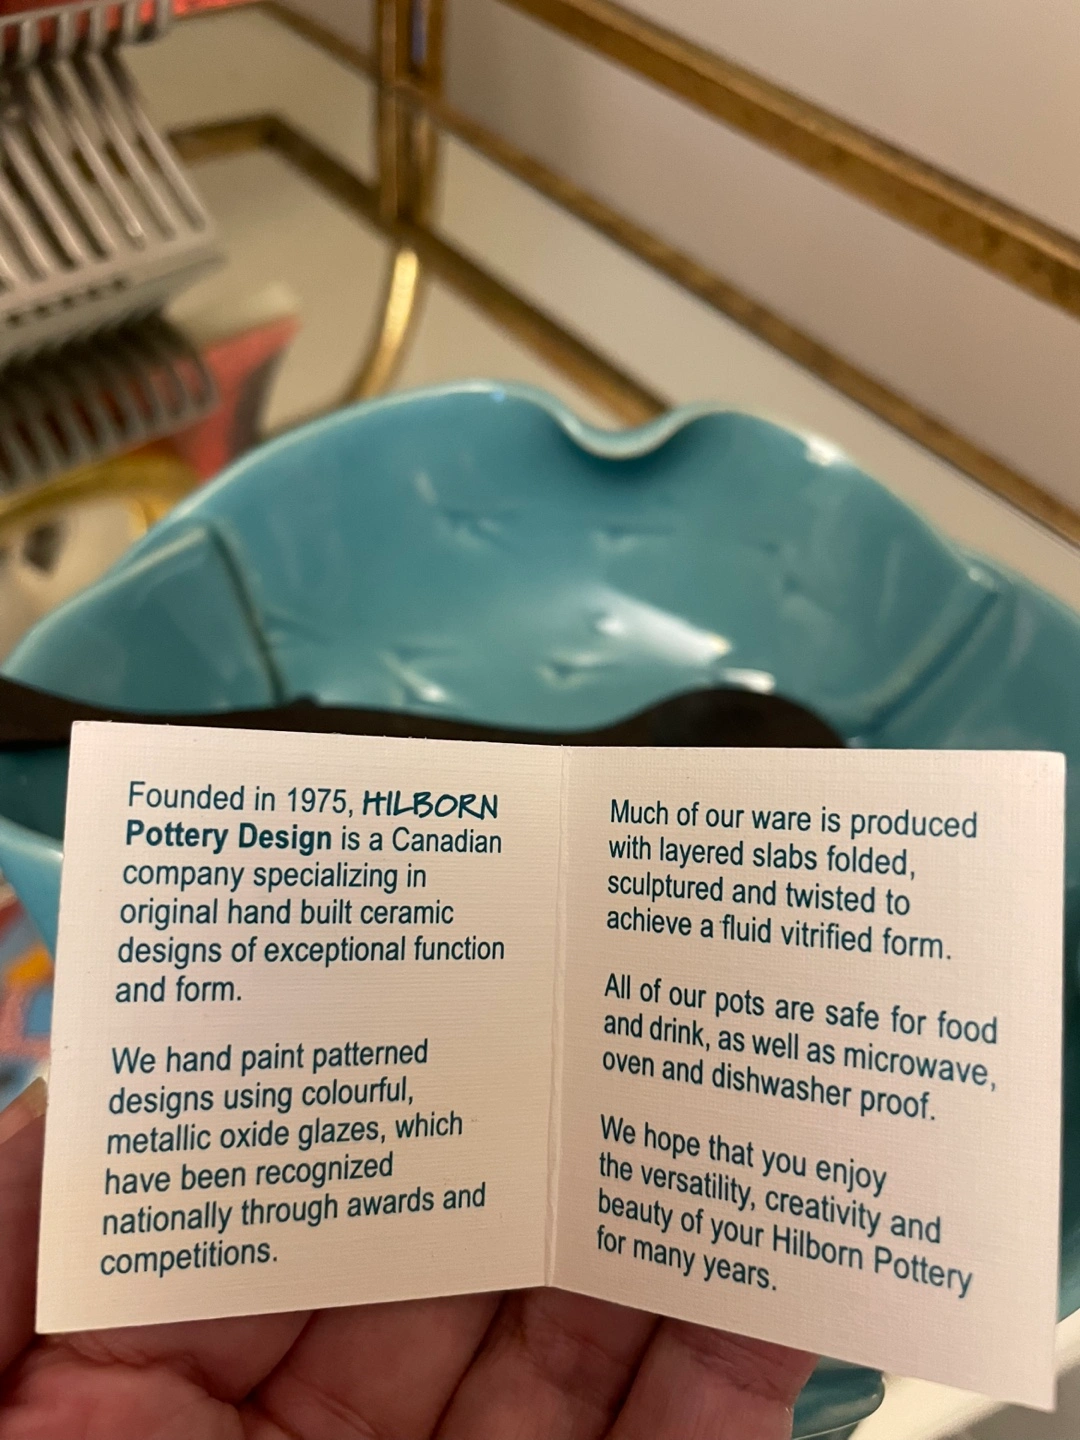 Founded in 1975, HILBORN
Pottery Design is a Canadian
company specializing in
original hand built ceramic
designs of exceptional function
and form.
We hand paint patterned
designs using colourful,
metallic oxide glazes, which
have been recognized
nationally through awards and
competitions.
Much of our ware is produced
with layered slabs folded,
sculptured and twisted to
achieve a fluid vitrified form.
All of our pots are safe for food
and drink, as well as microwave,
oven and dishwasher proof.
We hope that you enjoy
the versatility, creativity and
beauty of your Hilborn Pottery
for many years.